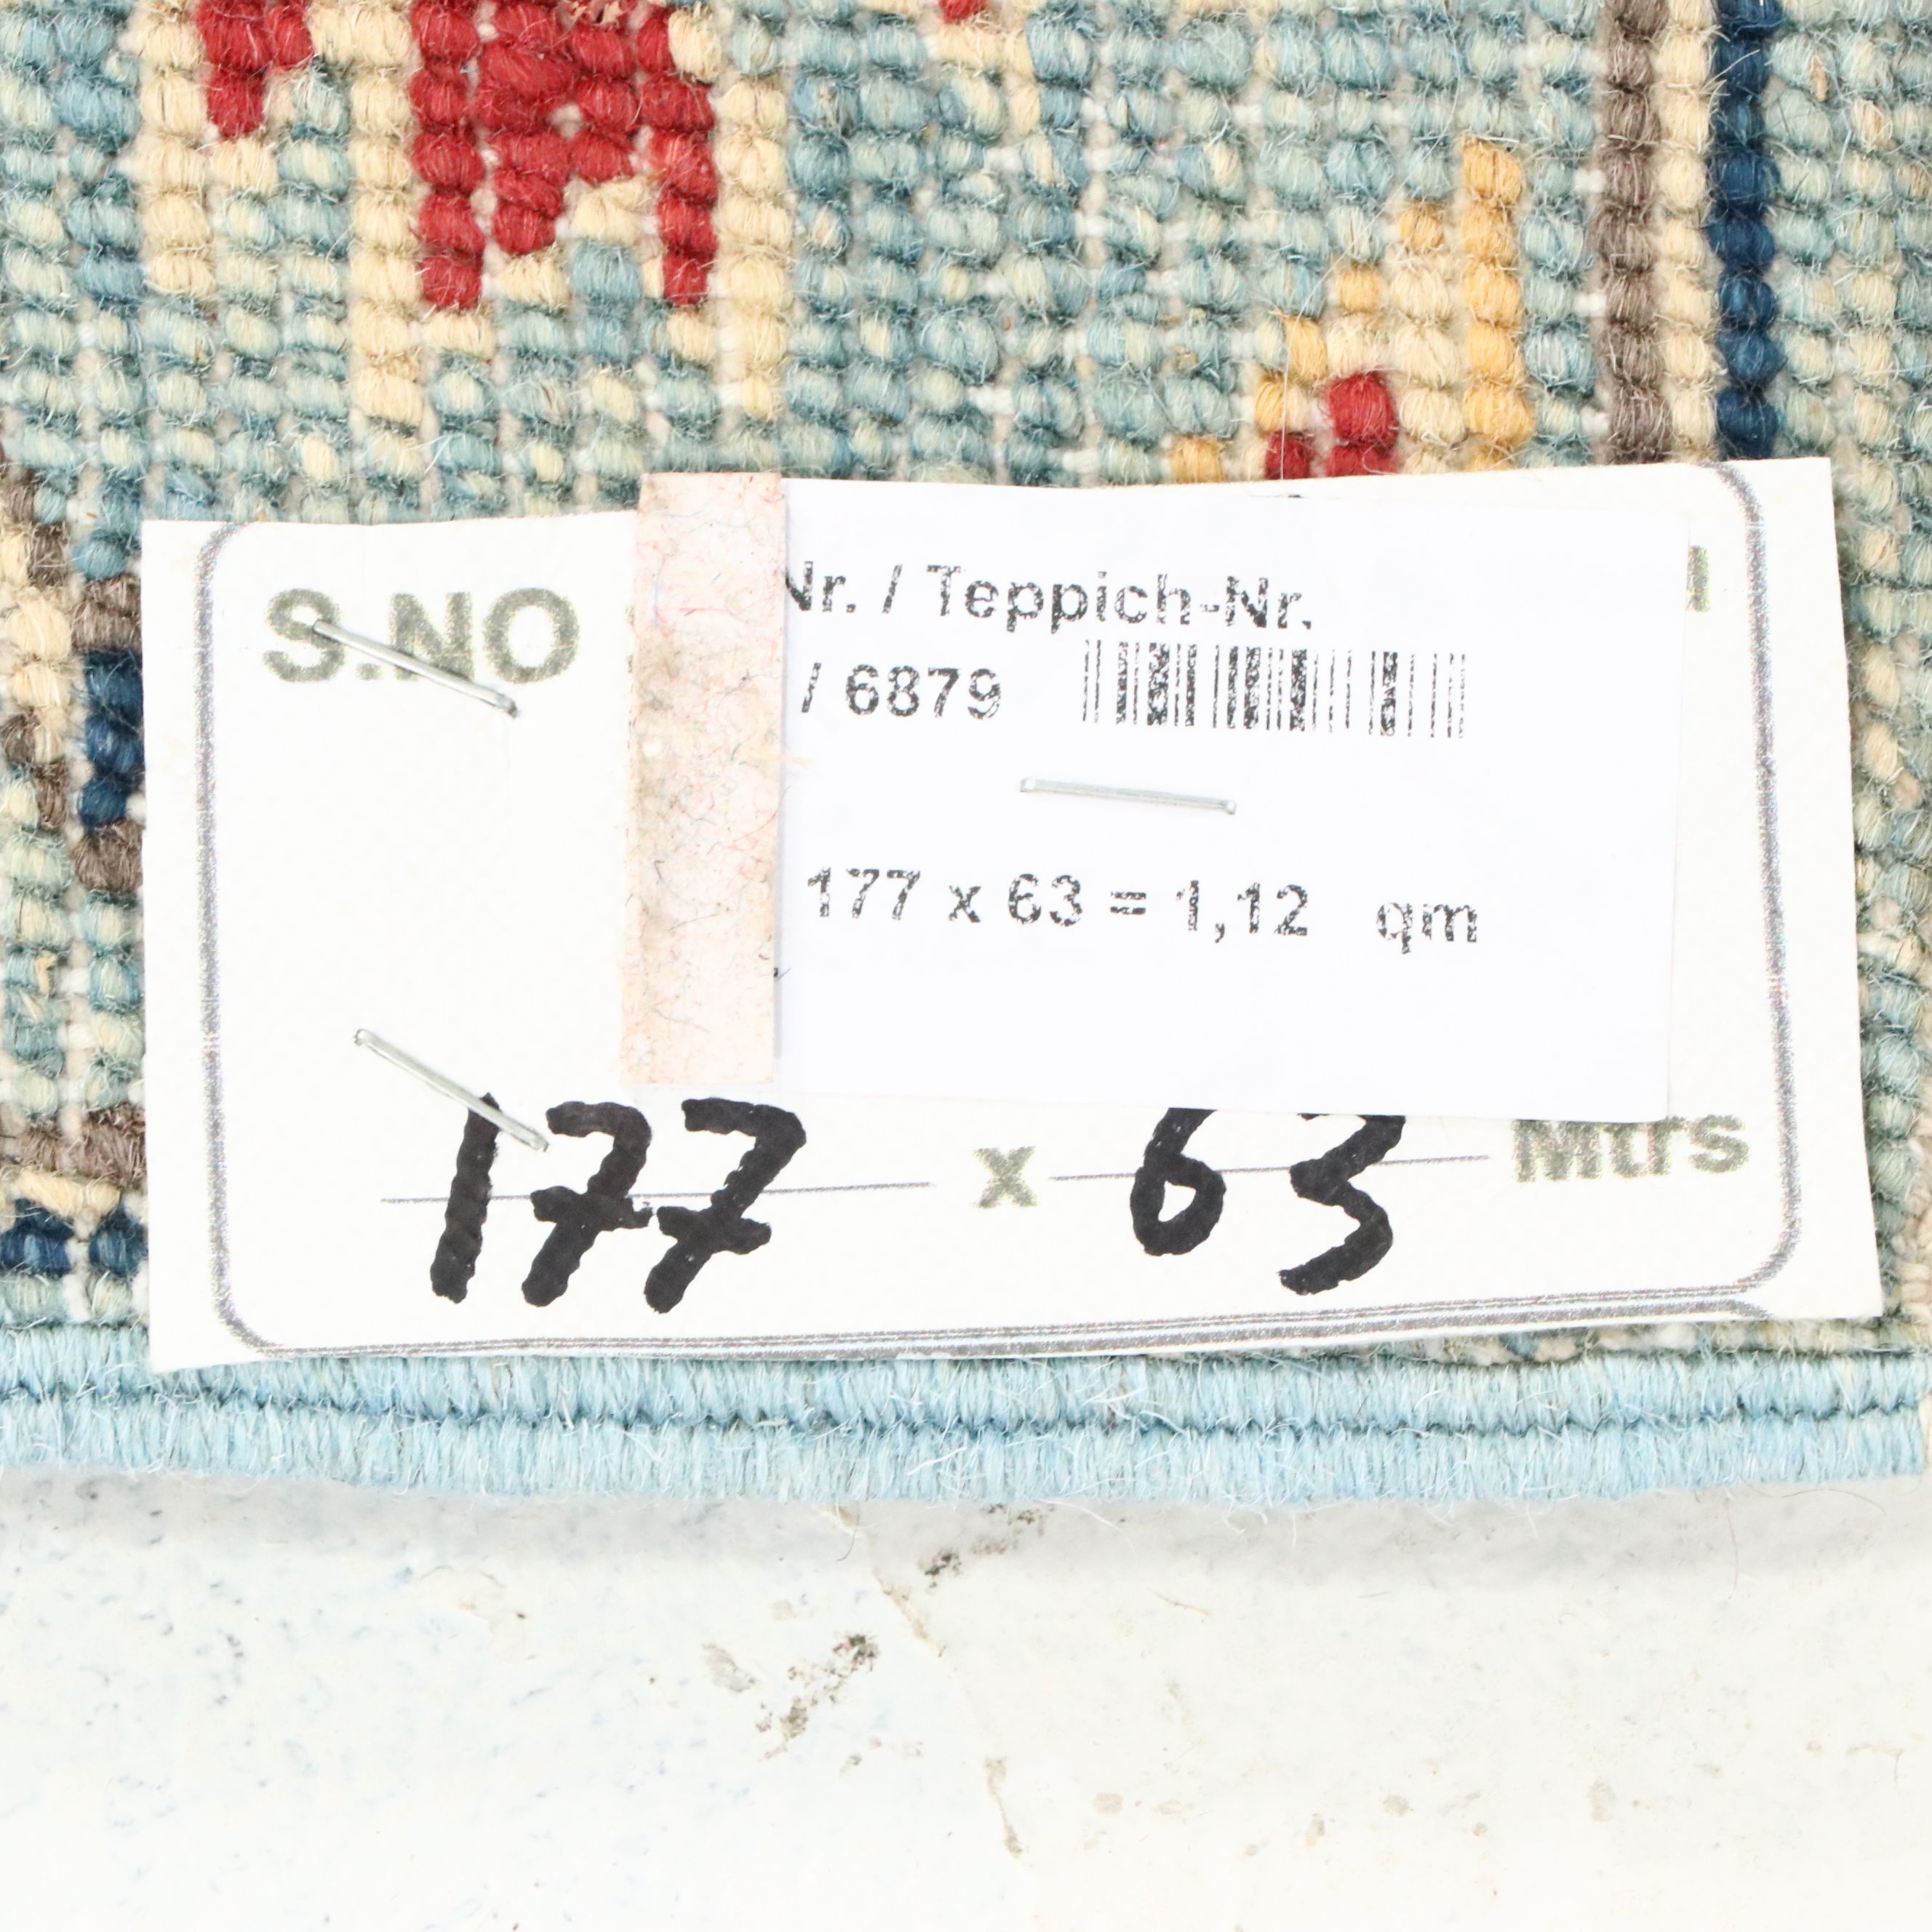 S.NO
Nr. / Teppich-Nr.
/ 6879
177 x 63 = 1,12 qm
177 x 63 Mtrs